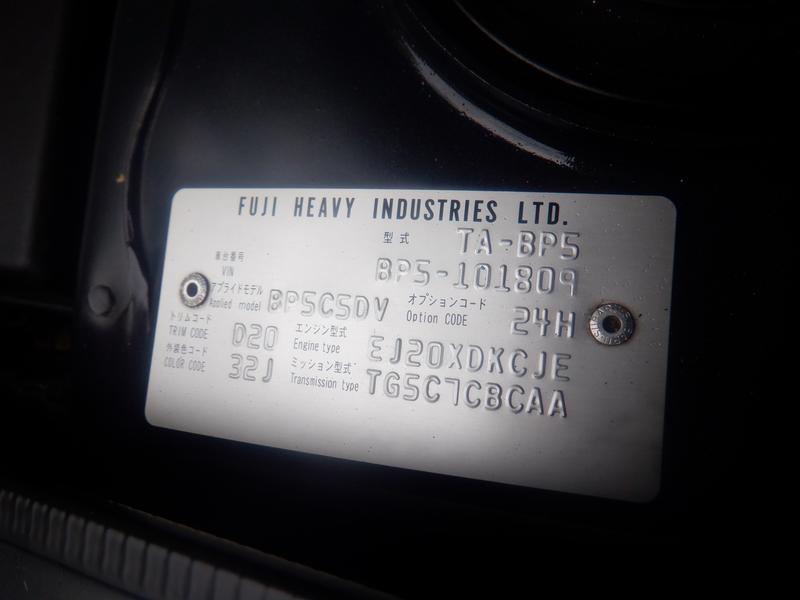 FUJI HEAVY INDUSTRIES LTD.
型式 TA-BP5
車台番号 VIN BP5-101809
アプライドモデル Applied model BP5C5DV オプションコード Option CODE 24H
トリムコード TRIM CODE D20 エンジン型式 Engine type EJ20XDKCJE
外装色コード COLOR CODE 32J ミッション型式 Transmission type TG5C7CBCAA